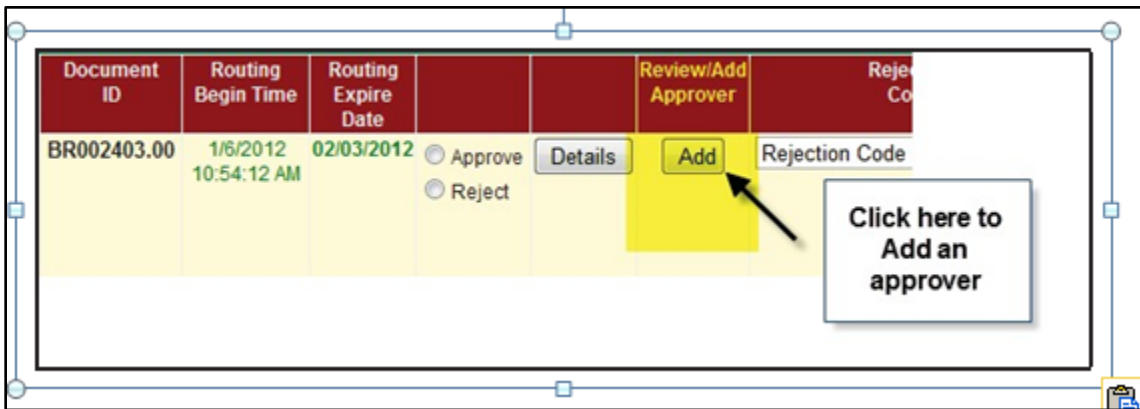 Document
ID
Routing
Begin Time
Routing
Expire
Date
Review/Add
Approver
BR002403.00
1/6/2012
10:54:12 AM
02/03/2012
Approve
Reject
Details
Add
Rejection Code
Click here to
Add an
approver